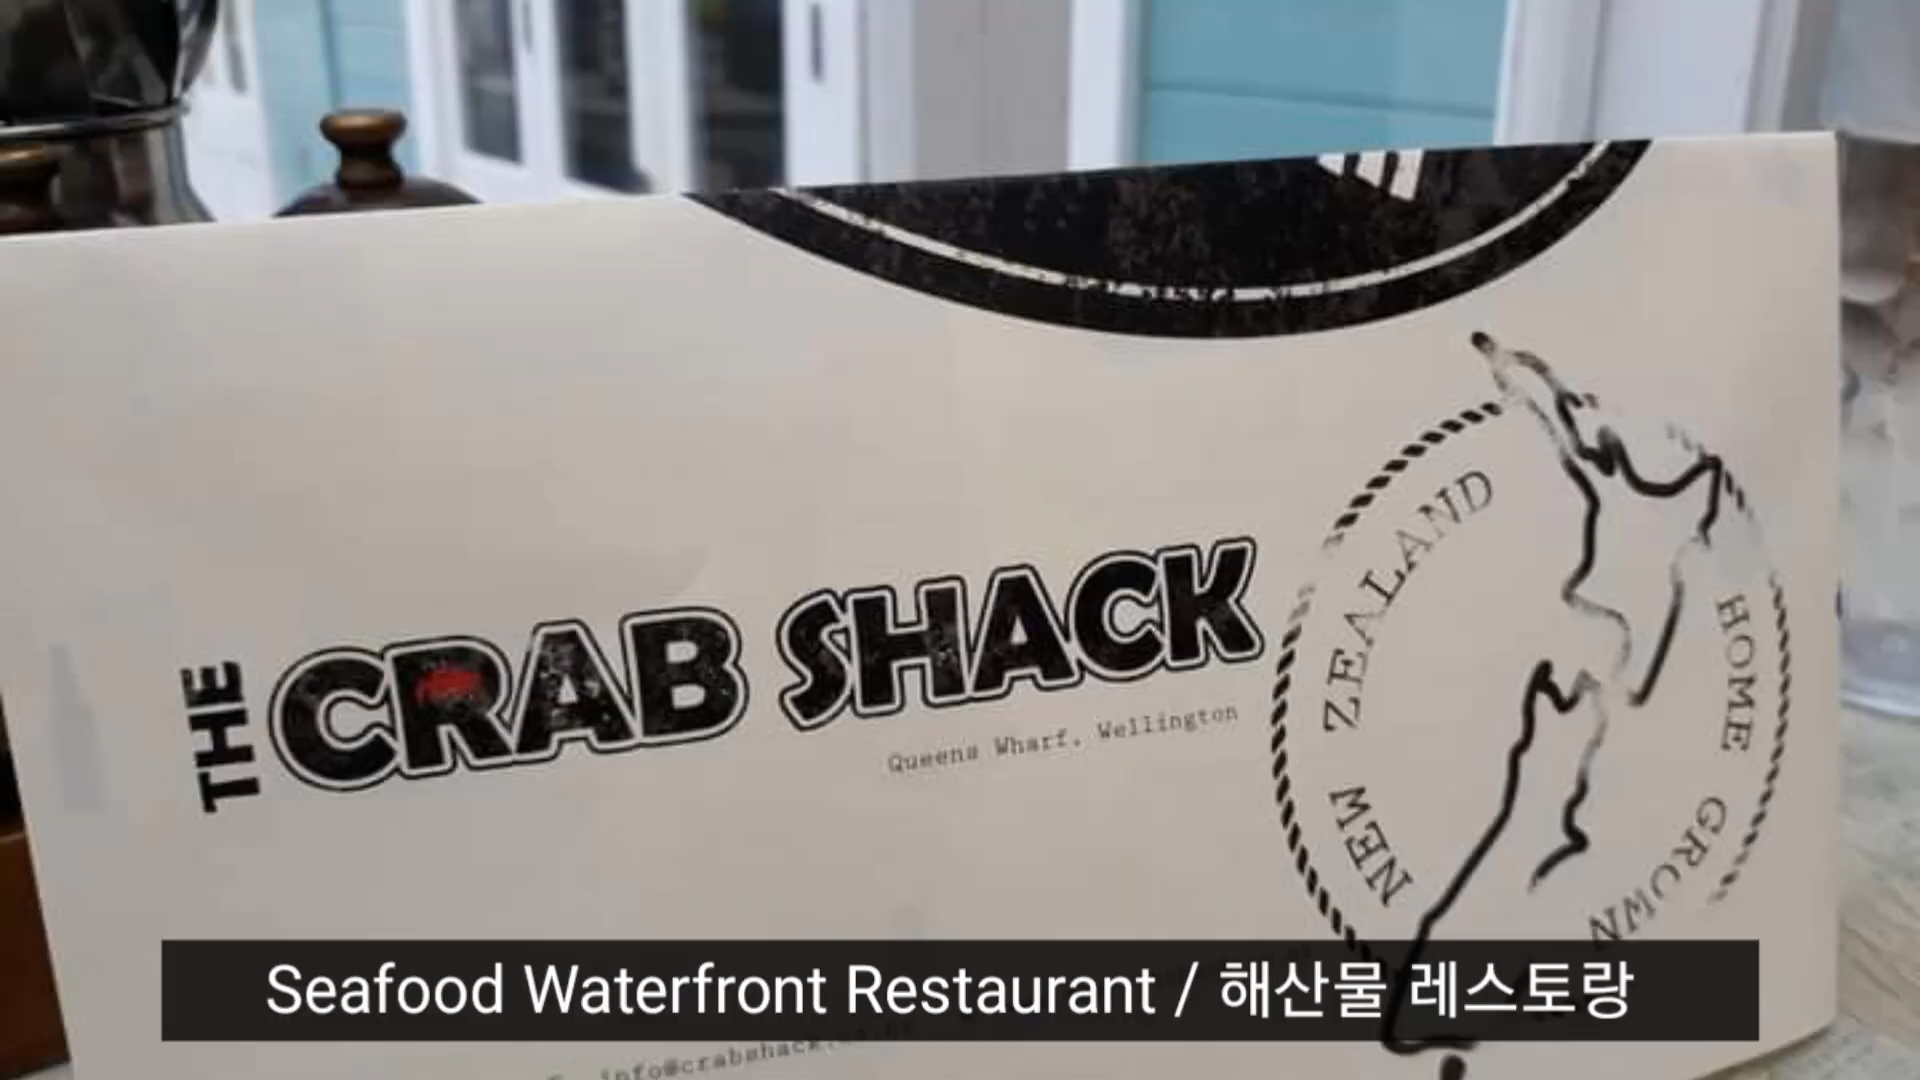 THE CRAB SHACK
Queens Wharf, Wellington
NEW ZEALAND
HOME GROWN
Seafood Waterfront Restaurant / 해산물 레스토랑